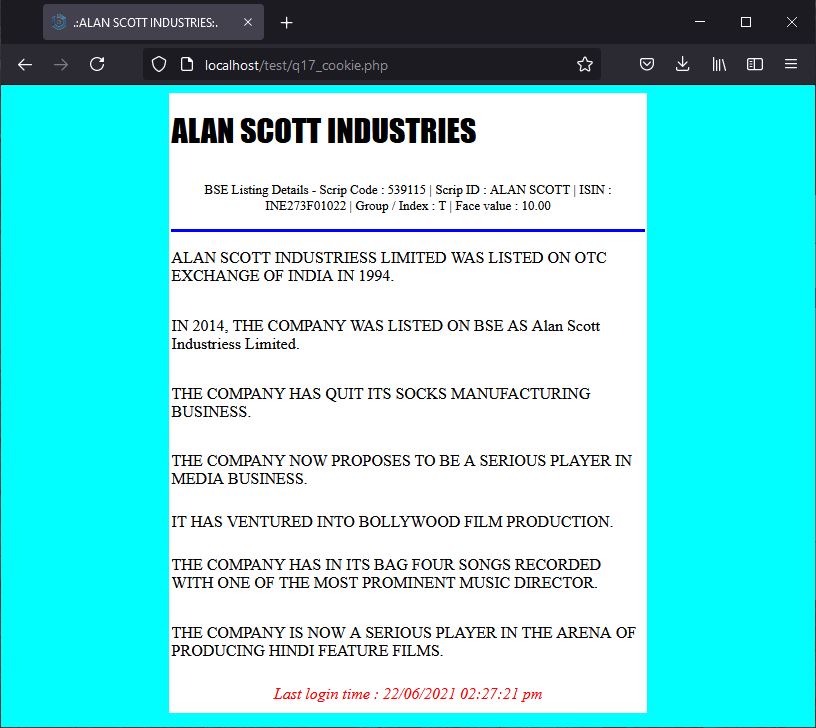 .:ALAN SCOTT INDUSTRIES:.
localhost/test/q17_cookie.php
ALAN SCOTT INDUSTRIES
BSE Listing Details - Scrip Code : 539115 | Scrip ID : ALAN SCOTT | ISIN :
INE273F01022 | Group / Index : T | Face value : 10.00
ALAN SCOTT INDUSTRIESS LIMITED WAS LISTED ON OTC
EXCHANGE OF INDIA IN 1994.
IN 2014, THE COMPANY WAS LISTED ON BSE AS Alan Scott
Industriess Limited.
THE COMPANY HAS QUIT ITS SOCKS MANUFACTURING
BUSINESS.
THE COMPANY NOW PROPOSES TO BE A SERIOUS PLAYER IN
MEDIA BUSINESS.
IT HAS VENTURED INTO BOLLYWOOD FILM PRODUCTION.
THE COMPANY HAS IN ITS BAG FOUR SONGS RECORDED
WITH ONE OF THE MOST PROMINENT MUSIC DIRECTOR.
THE COMPANY IS NOW A SERIOUS PLAYER IN THE ARENA OF
PRODUCING HINDI FEATURE FILMS.
Last login time : 22/06/2021 02:27:21 pm